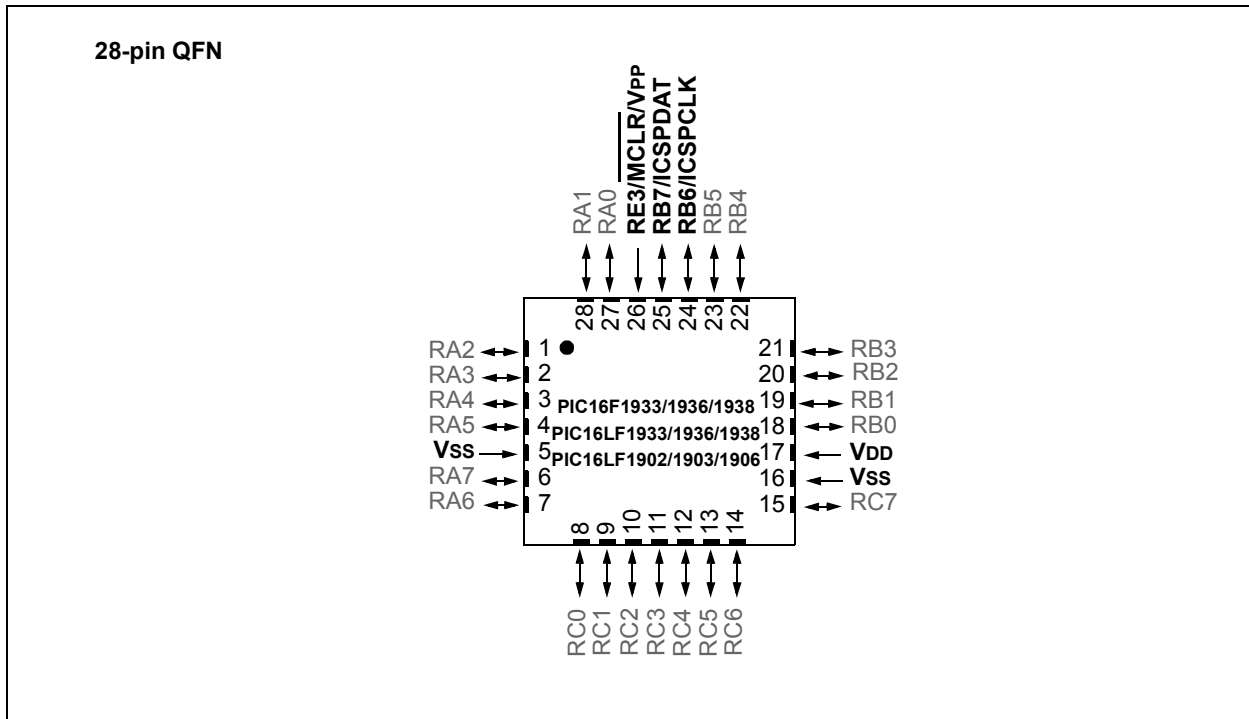 28-pin QFN
RA1
RA0
RE3/MCLR/VPP
RB7/ICSPDAT
RB6/ICSPCLK
RB5
RB4
28
27
26
25
24
23
22
RA2 1 21 RB3
RA3 2 20 RB2
RA4 3 PIC16F1933/1936/1938 19 RB1
RA5 4 PIC16LF1933/1936/1938 18 RB0
VSS 5 PIC16LF1902/1903/1906 17 VDD
RA7 6 16 VSS
RA6 7 15 RC7
8
9
10
11
12
13
14
RC0
RC1
RC2
RC3
RC4
RC5
RC6